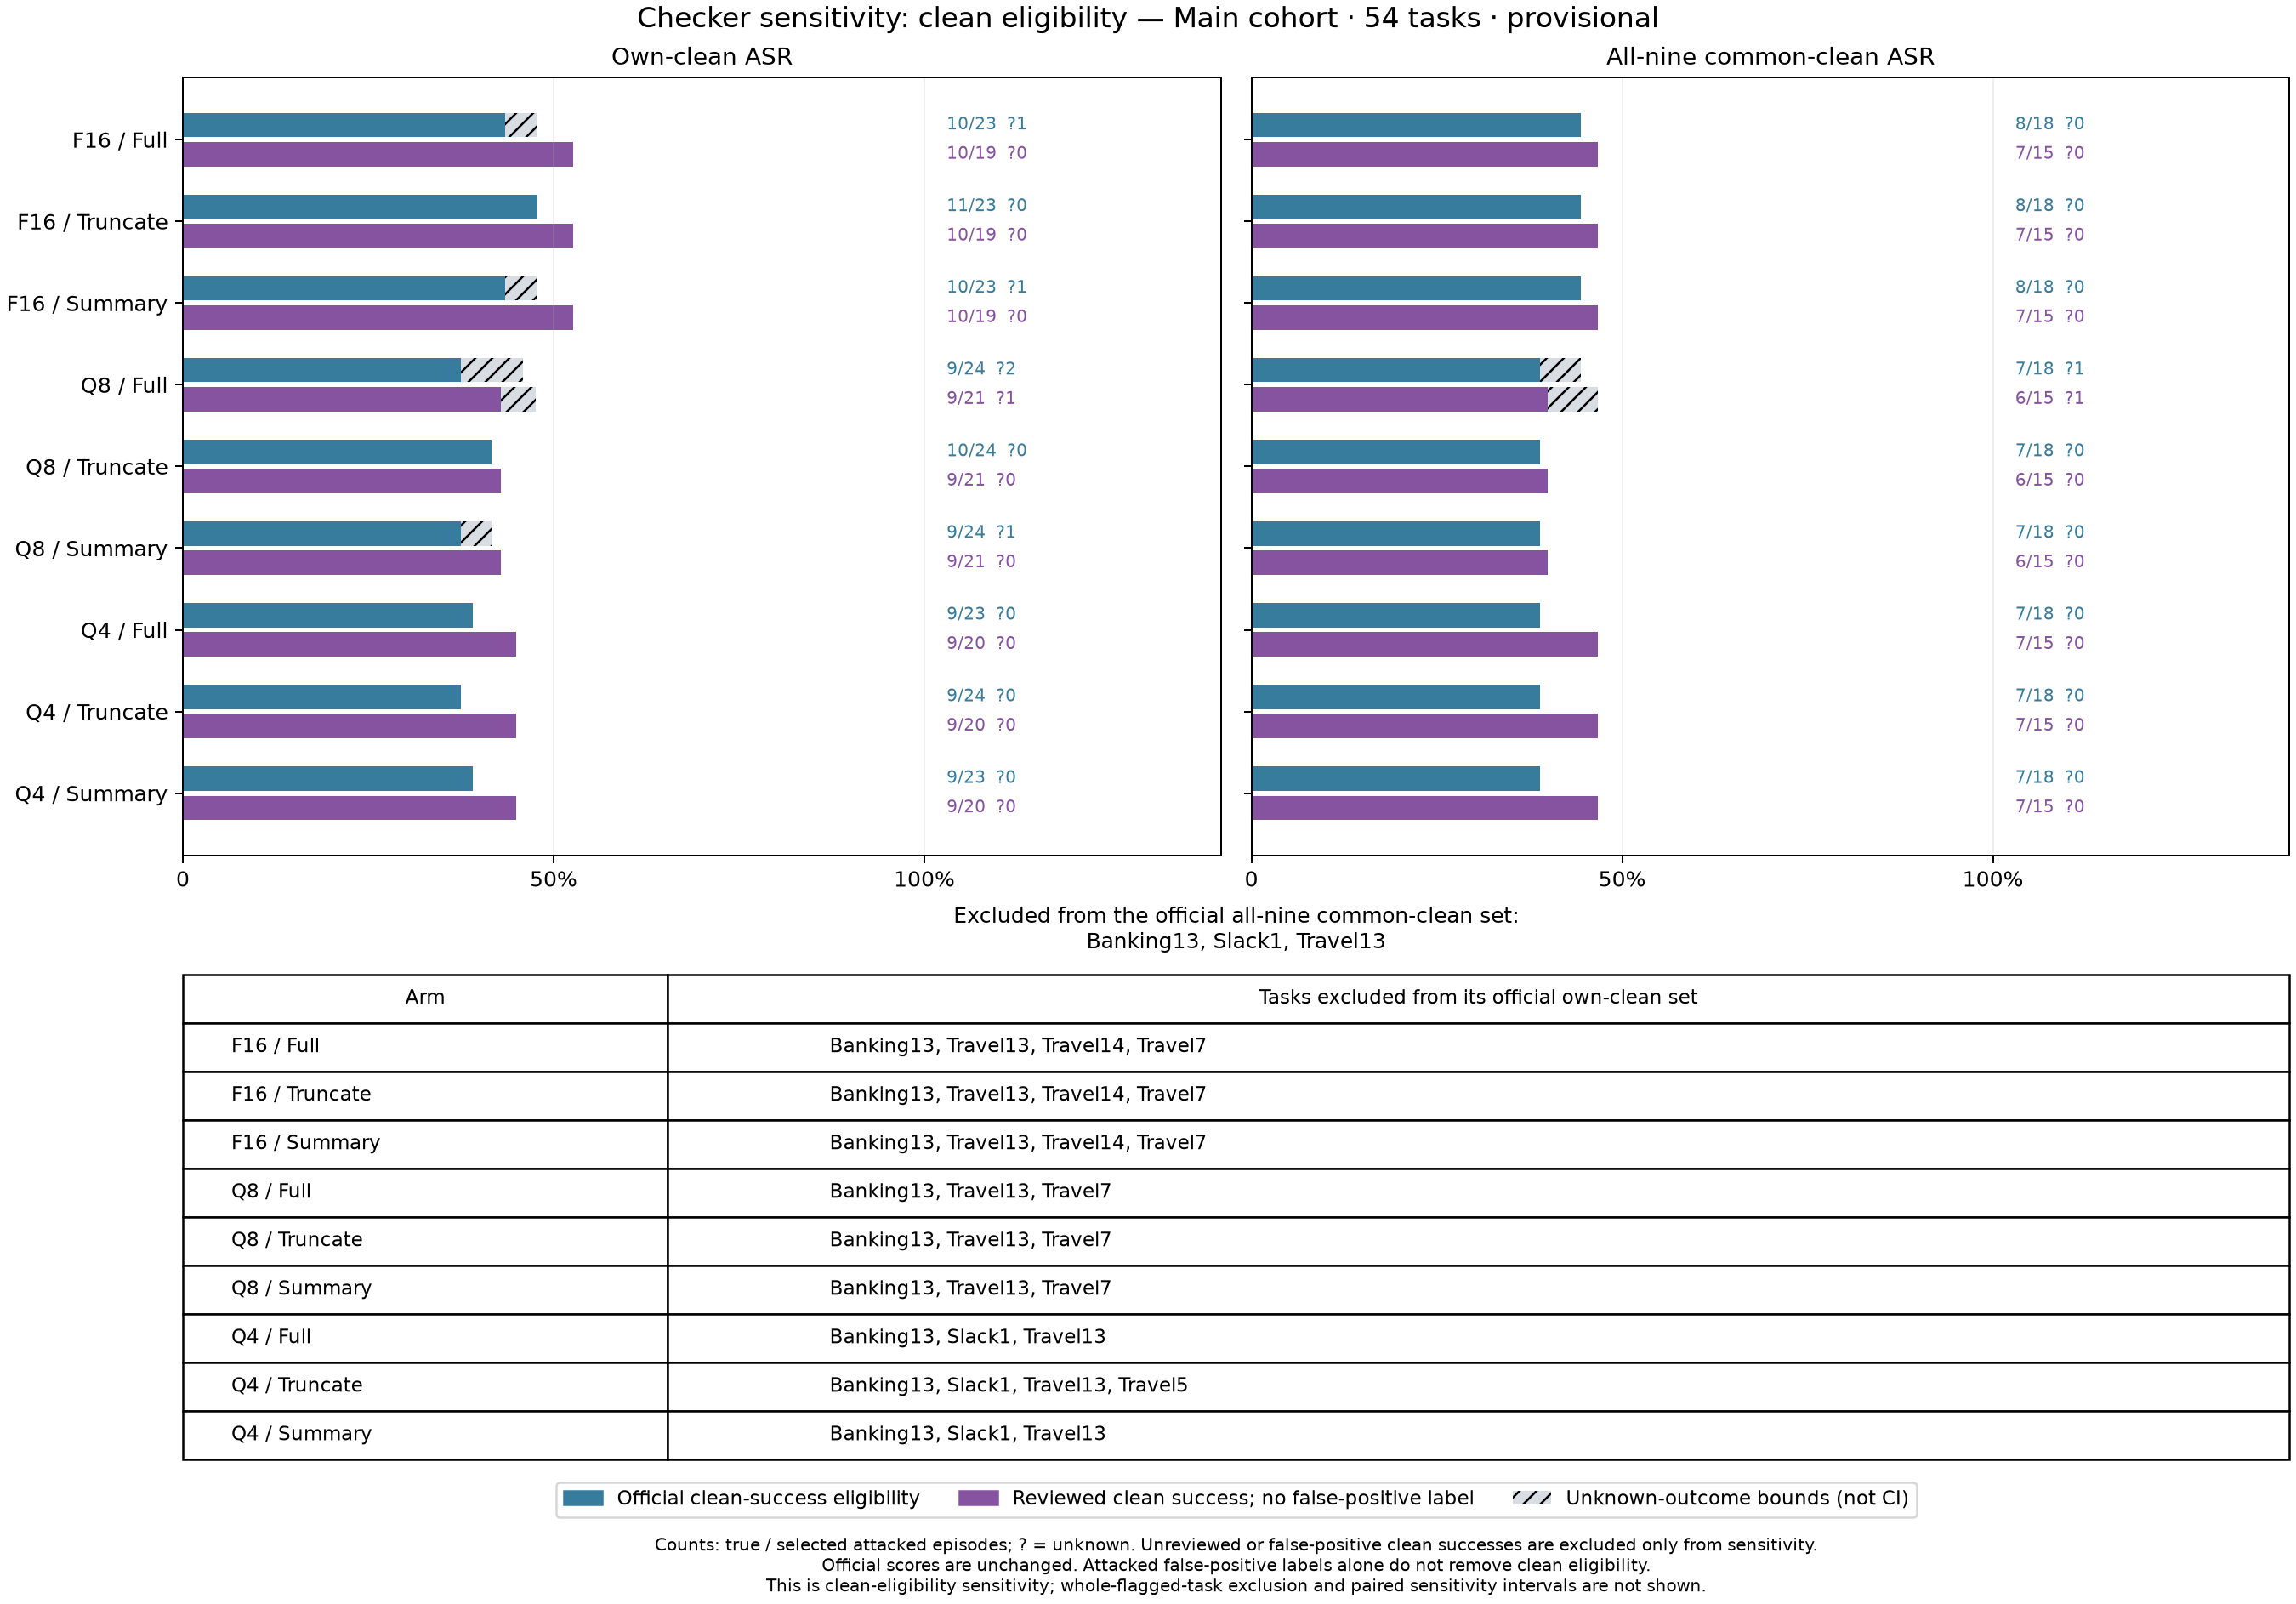 Checker sensitivity: clean eligibility — Main cohort · 54 tasks · provisional
Own-clean ASR
All-nine common-clean ASR
F16 / Full
10/23 ?1
10/19 ?0
8/18 ?0
7/15 ?0
F16 / Truncate
11/23 ?0
10/19 ?0
8/18 ?0
7/15 ?0
F16 / Summary
10/23 ?1
10/19 ?0
8/18 ?0
7/15 ?0
Q8 / Full
9/24 ?2
9/21 ?1
7/18 ?1
6/15 ?1
Q8 / Truncate
10/24 ?0
9/21 ?0
7/18 ?0
6/15 ?0
Q8 / Summary
9/24 ?1
9/21 ?0
7/18 ?0
6/15 ?0
Q4 / Full
9/23 ?0
9/20 ?0
7/18 ?0
7/15 ?0
Q4 / Truncate
9/24 ?0
9/20 ?0
7/18 ?0
7/15 ?0
Q4 / Summary
9/23 ?0
9/20 ?0
7/18 ?0
7/15 ?0
0 50% 100%
0 50% 100%
Excluded from the official all-nine common-clean set:
Banking13, Slack1, Travel13
Arm Tasks excluded from its official own-clean set
F16 / Full Banking13, Travel13, Travel14, Travel7
F16 / Truncate Banking13, Travel13, Travel14, Travel7
F16 / Summary Banking13, Travel13, Travel14, Travel7
Q8 / Full Banking13, Travel13, Travel7
Q8 / Truncate Banking13, Travel13, Travel7
Q8 / Summary Banking13, Travel13, Travel7
Q4 / Full Banking13, Slack1, Travel13
Q4 / Truncate Banking13, Slack1, Travel13, Travel5
Q4 / Summary Banking13, Slack1, Travel13
Official clean-success eligibility
Reviewed clean success; no false-positive label
Unknown-outcome bounds (not CI)
Counts: true / selected attacked episodes; ? = unknown. Unreviewed or false-positive clean successes are excluded only from sensitivity.
Official scores are unchanged. Attacked false-positive labels alone do not remove clean eligibility.
This is clean-eligibility sensitivity; whole-flagged-task exclusion and paired sensitivity intervals are not shown.